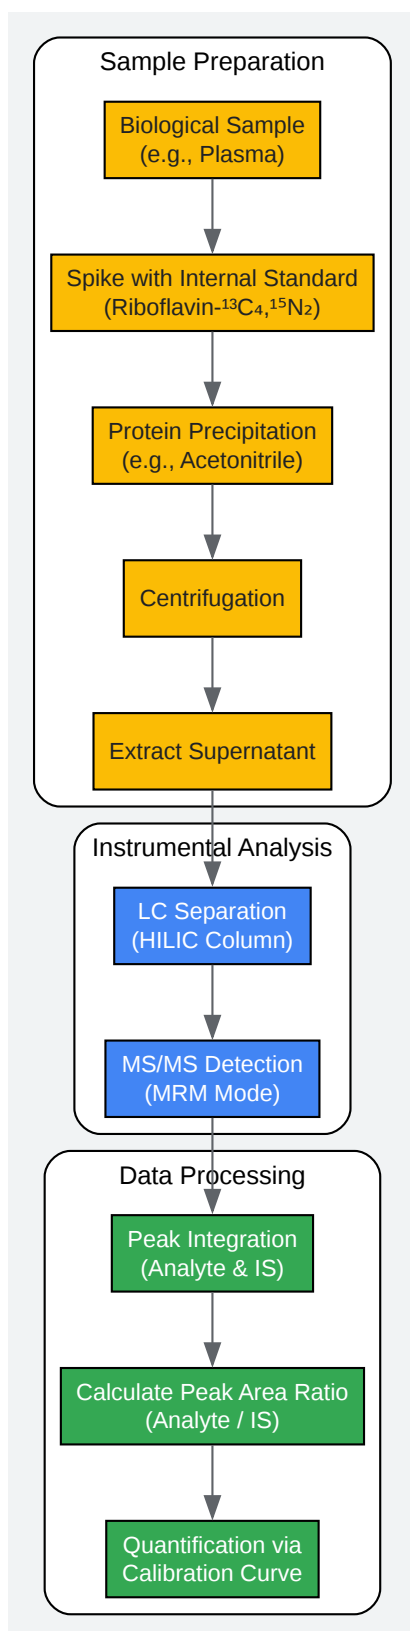 Sample Preparation
Biological Sample
(e.g., Plasma)
Spike with Internal Standard
(Riboflavin-¹³C₄,¹⁵N₂)
Protein Precipitation
(e.g., Acetonitrile)
Centrifugation
Extract Supernatant
Instrumental Analysis
LC Separation
(HILIC Column)
MS/MS Detection
(MRM Mode)
Data Processing
Peak Integration
(Analyte & IS)
Calculate Peak Area Ratio
(Analyte / IS)
Quantification via
Calibration Curve